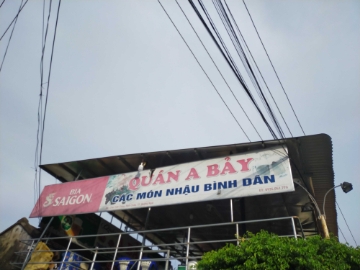 BIA
SAIGON
QUÁN A BẢY
CÁC MÓN NHẬU BÌNH DÂN